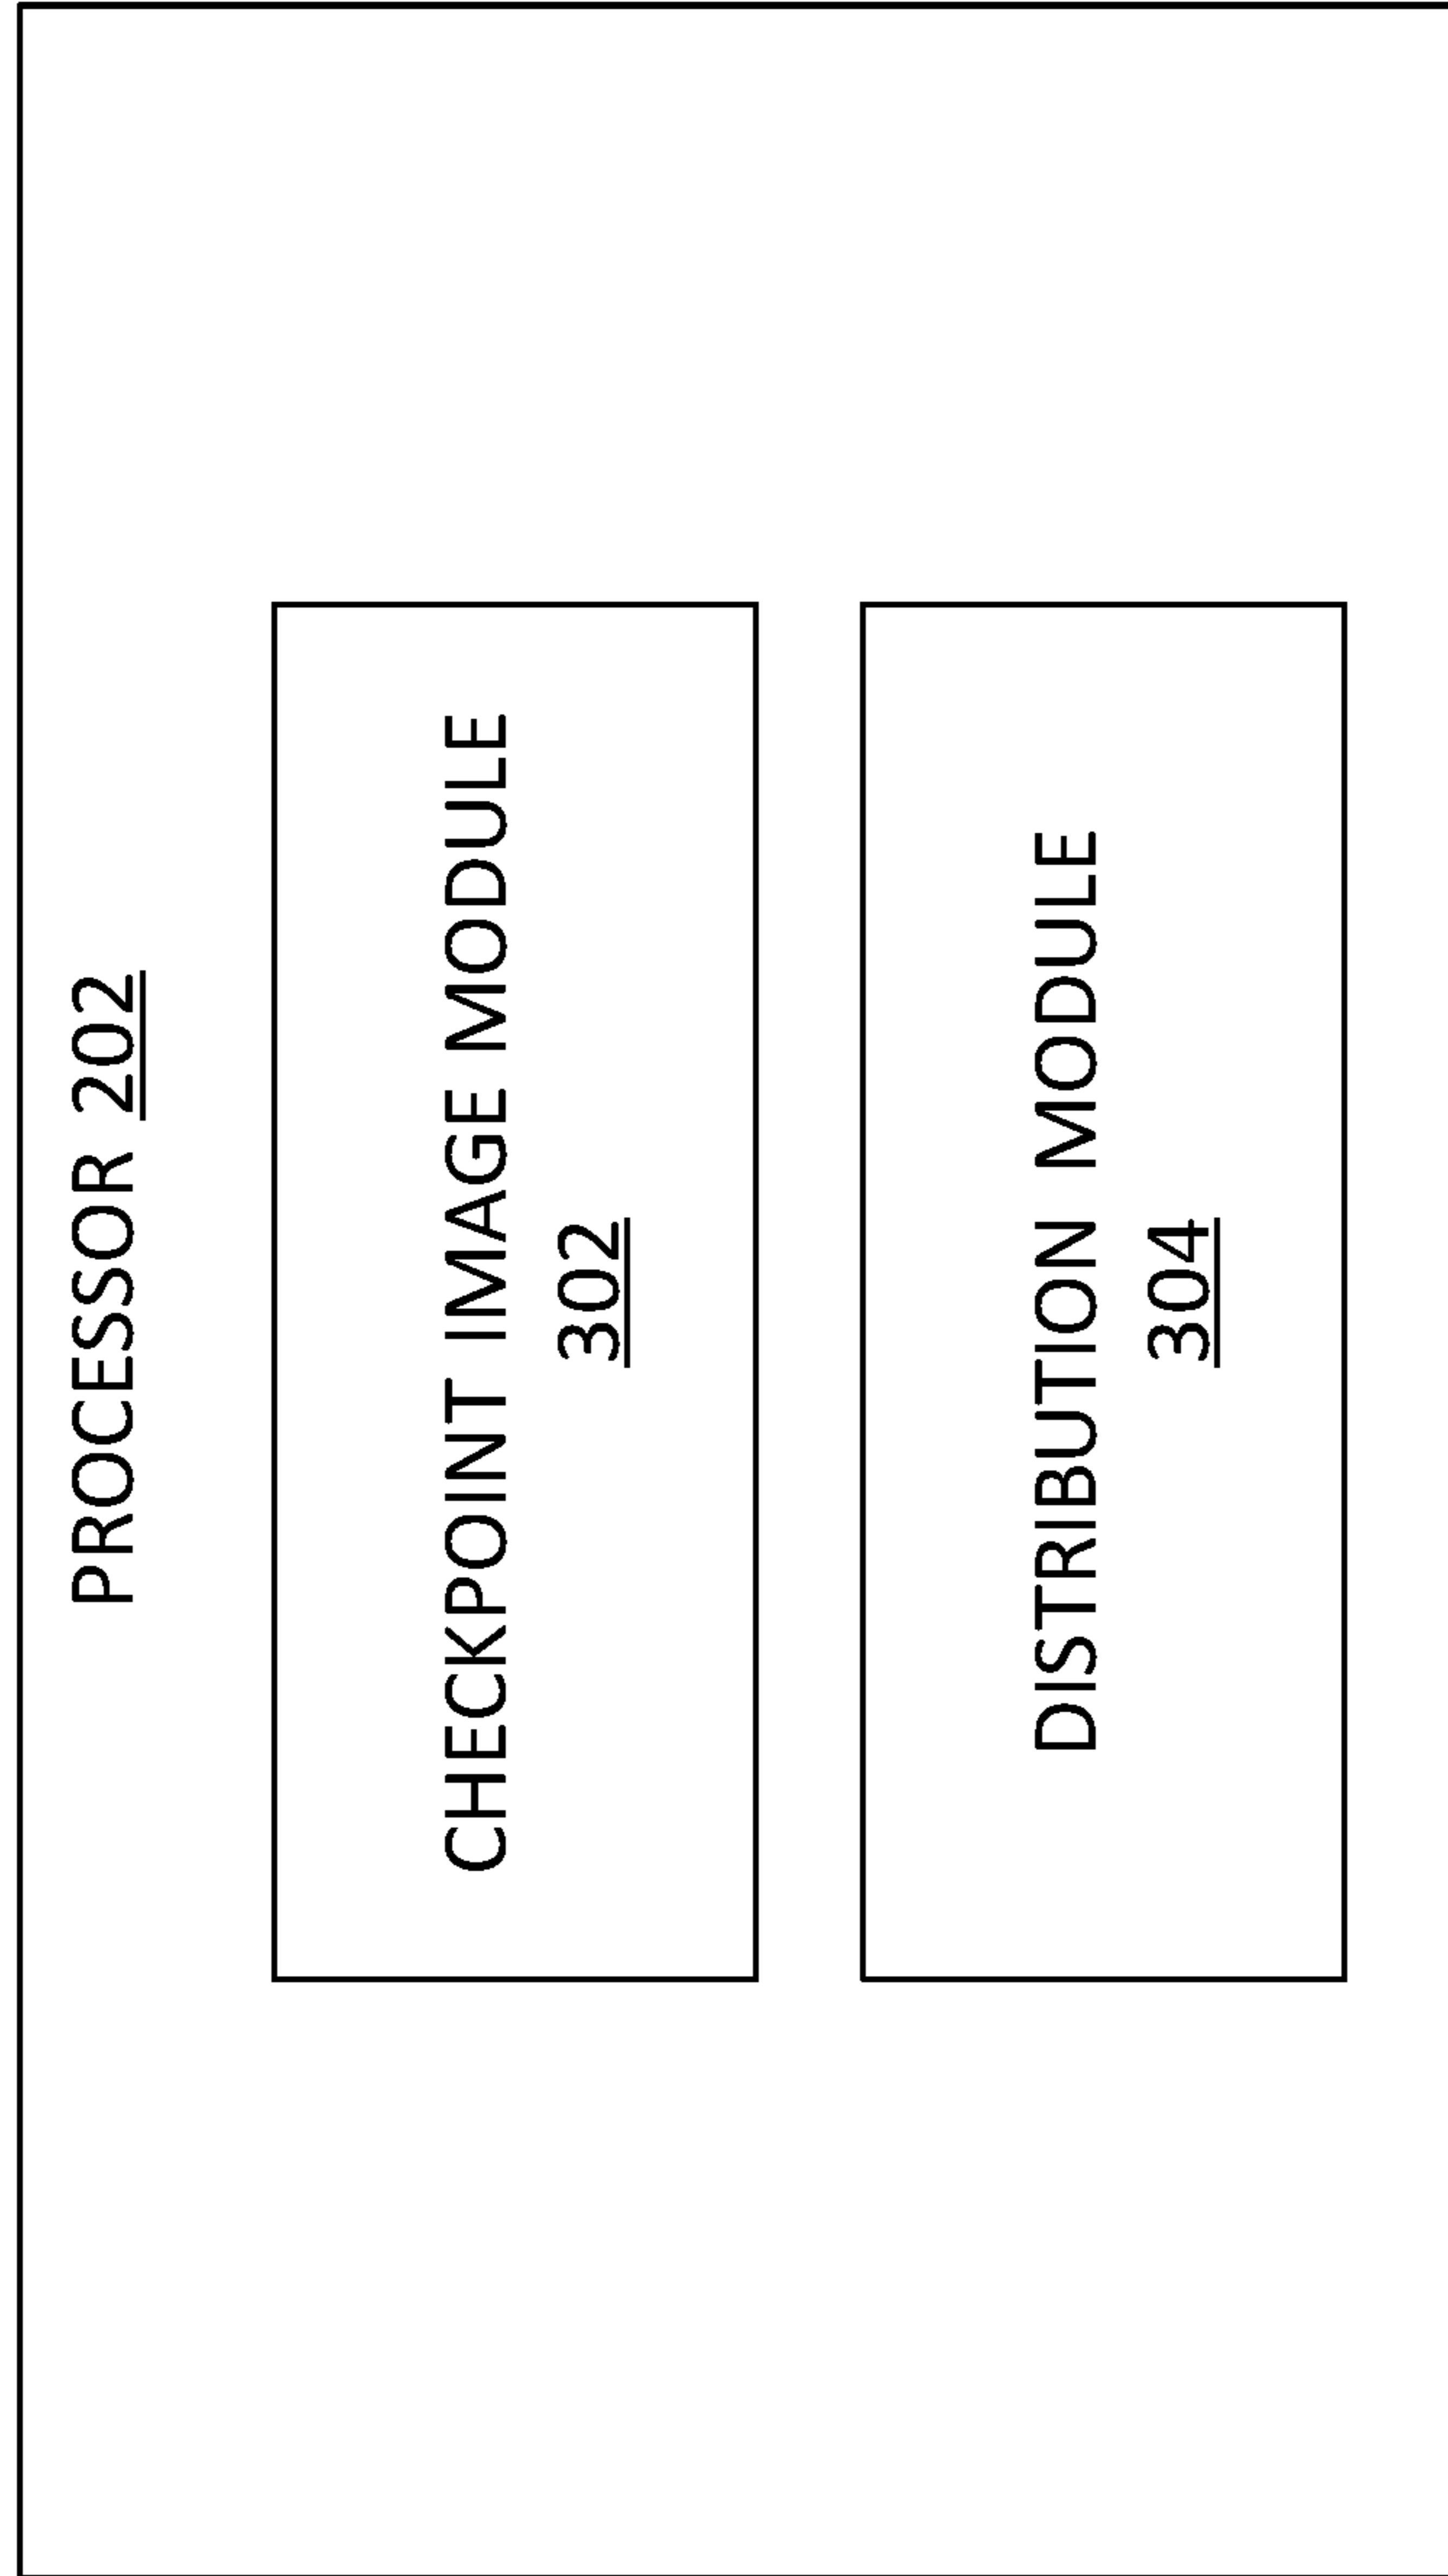 PROCESSOR 202
CHECKPOINT IMAGE MODULE
302
DISTRIBUTION MODULE
304